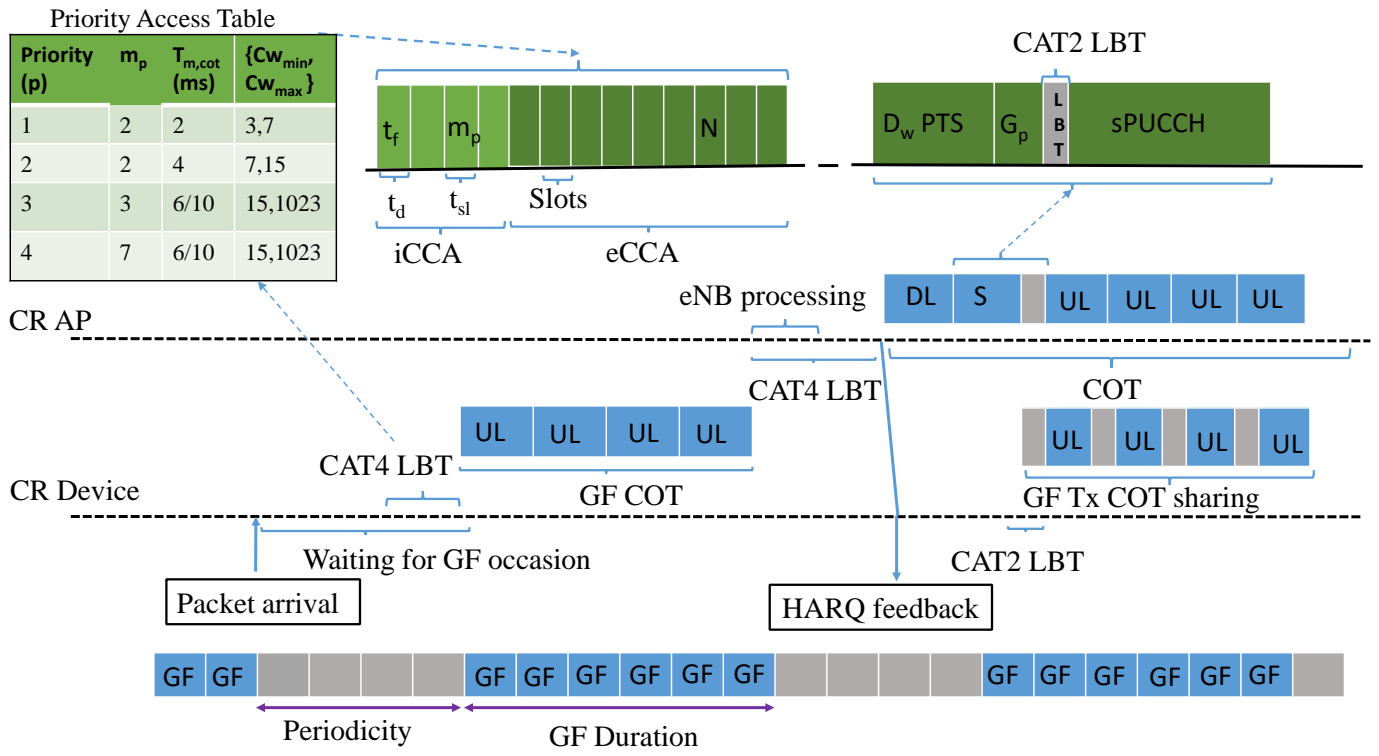 Priority Access Table
Priority (p) m_p T_m,cot (ms) {Cw_min, Cw_max}
1 2 2 3,7
2 2 4 7,15
3 3 6/10 15,1023
4 7 6/10 15,1023
t_f m_p N
t_d t_sl Slots
iCCA eCCA
CAT2 LBT
D_w PTS G_p LBT sPUCCH
eNB processing
DL S UL UL UL UL
CR AP
CAT4 LBT
COT
UL UL UL UL
CAT4 LBT
GF COT
UL UL UL UL
GF Tx COT sharing
CR Device
Waiting for GF occasion
CAT2 LBT
Packet arrival
HARQ feedback
GF GF GF GF GF GF GF GF GF GF GF GF GF GF
Periodicity
GF Duration